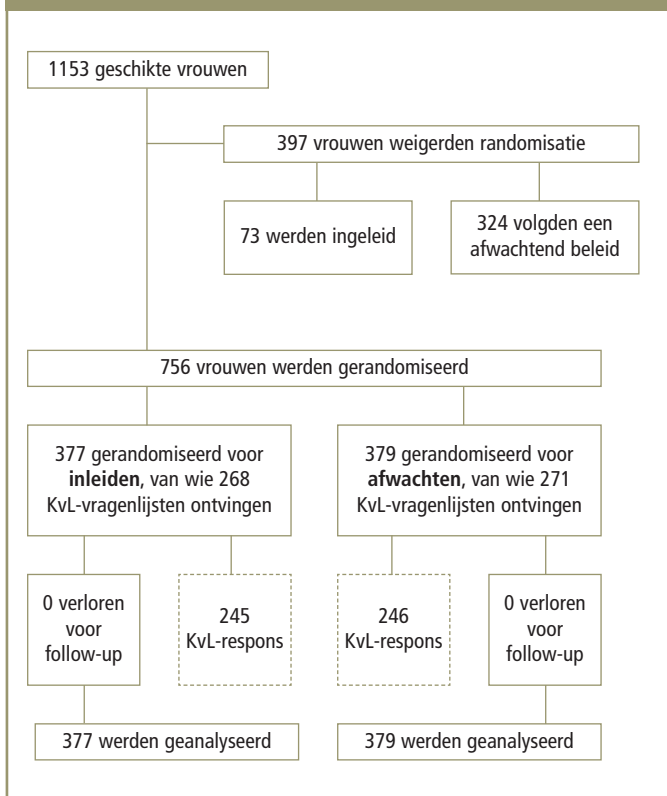 1153 geschikte vrouwen
397 vrouwen weigerden randomisatie
73 werden ingeleid
324 volgden een
afwachtend beleid
756 vrouwen werden gerandomiseerd
377 gerandomiseerd voor
inleiden, van wie 268
KvL-vragenlijsten ontvingen
379 gerandomiseerd voor
afwachten, van wie 271
KvL-vragenlijsten ontvingen
0 verloren
voor
follow-up
245
KvL-respons
246
KvL-respons
0 verloren
voor
follow-up
377 werden geanalyseerd
379 werden geanalyseerd